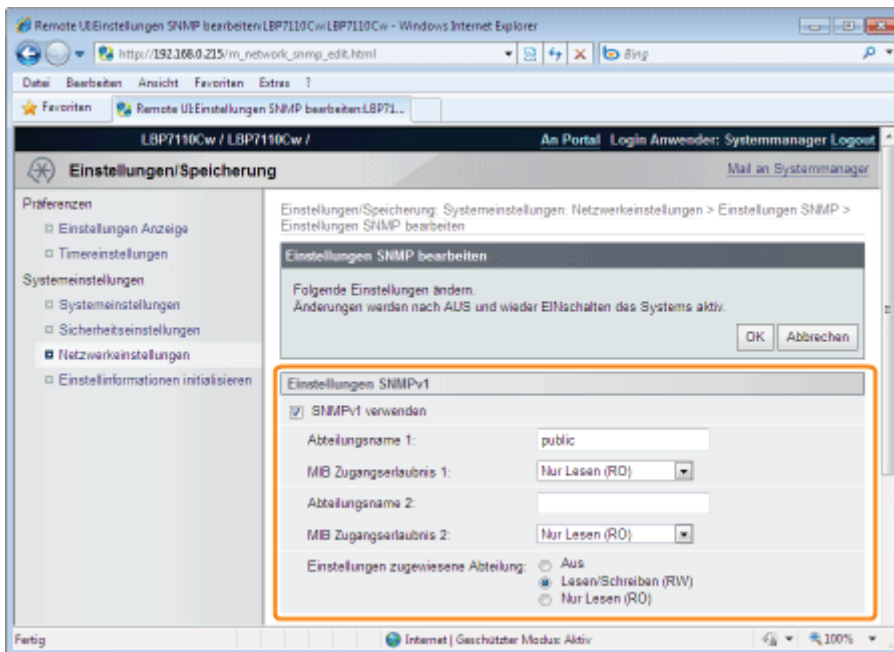 Remote UI:Einstellungen SNMP bearbeiten:LBP7110Cw:LBP7110Cw - Windows Internet Explorer
http://192.168.0.215/m_network_snmp_edit.html
Bing
Datei Bearbeiten Ansicht Favoriten Extras ?
Favoriten
Remote UI:Einstellungen SNMP bearbeiten:LBP71...
LBP7110Cw / LBP7110Cw /
An Portal Login Anwender: Systemmanager Logout
Einstellungen/Speicherung
Mail an Systemmanager
Präferenzen
Einstellungen Anzeige
Timereinstellungen
Systemeinstellungen
Systemeinstellungen
Sicherheitseinstellungen
Netzwerkeinstellungen
Einstellinformationen initialisieren
Einstellungen/Speicherung: Systemeinstellungen: Netzwerkeinstellungen > Einstellungen SNMP >
Einstellungen SNMP bearbeiten
Einstellungen SNMP bearbeiten
Folgende Einstellungen ändern.
Änderungen werden nach AUS und wieder EINschalten des Systems aktiv.
OK Abbrechen
Einstellungen SNMPv1
SNMPv1 verwenden
Abteilungsname 1: public
MIB Zugangserlaubnis 1: Nur Lesen (RO)
Abteilungsname 2:
MIB Zugangserlaubnis 2: Nur Lesen (RO)
Einstellungen zugewiesene Abteilung: Aus
Lesen/Schreiben (RW)
Nur Lesen (RO)
Fertig
Internet | Geschützter Modus: Aktiv
100%